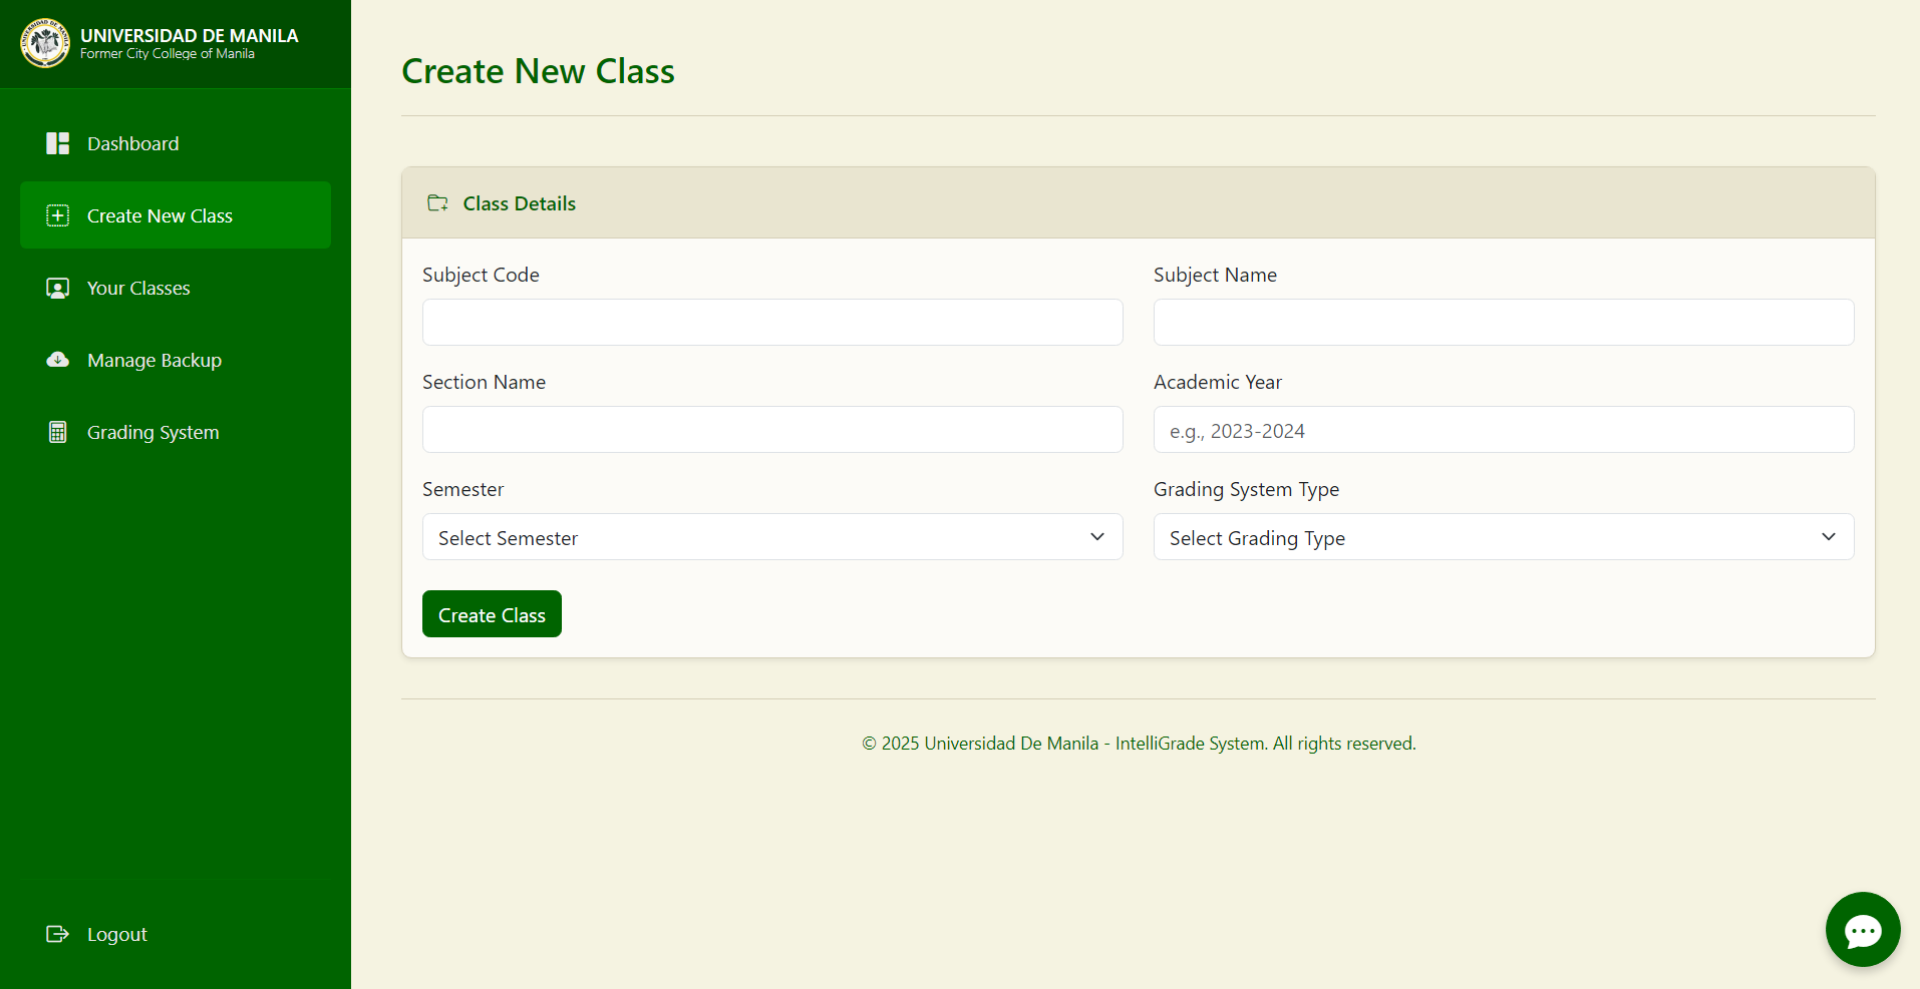 UNIVERSIDAD DE MANILA
Former City College of Manila
Dashboard
Create New Class
Your Classes
Manage Backup
Grading System
Logout
Create New Class
Class Details
Subject Code
Subject Name
Section Name
Academic Year
e.g., 2023-2024
Semester
Grading System Type
Select Semester
Select Grading Type
Create Class
© 2025 Universidad De Manila - IntelliGrade System. All rights reserved.